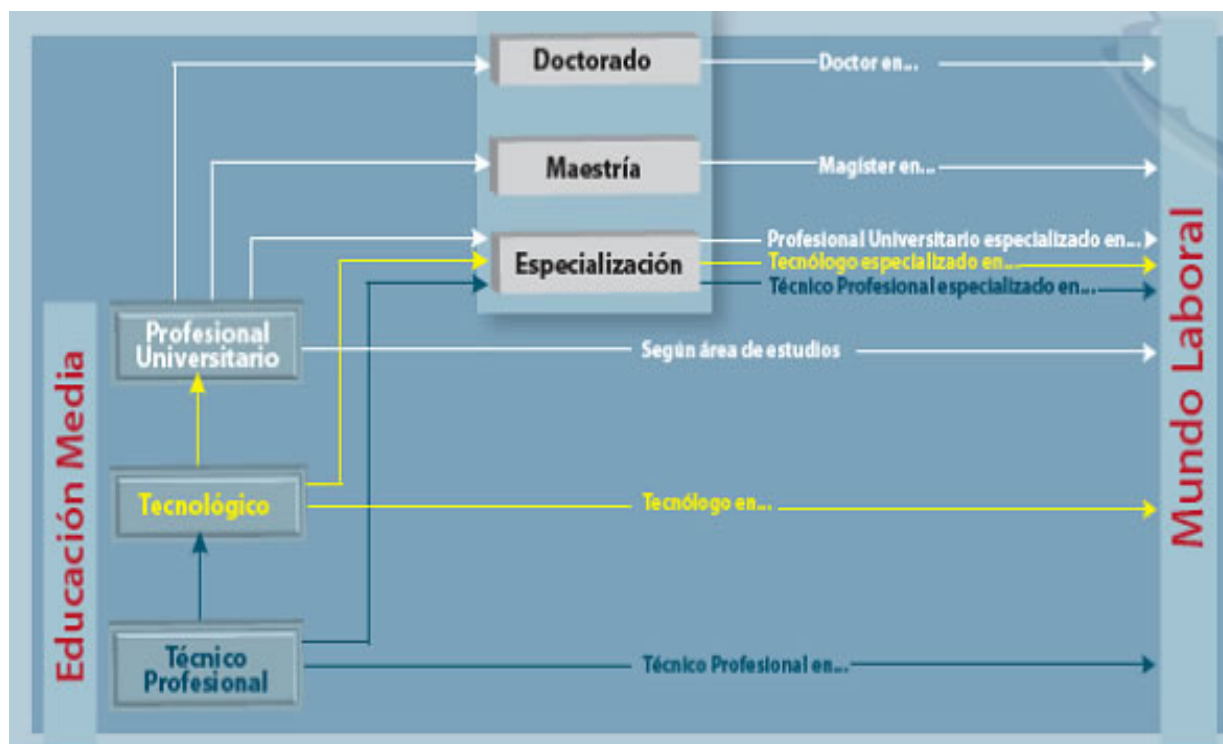 Doctorado
Doctor en...
Maestría
Magíster en...
Especialización
Profesional Universitario especializado en...
Tecnólogo especializado en...
Técnico Profesional especializado en...
Profesional
Universitario
Según área de estudios
Tecnológico
Tecnólogo en...
Técnico
Profesional
Técnico Profesional en...
Educación Media
Mundo Laboral